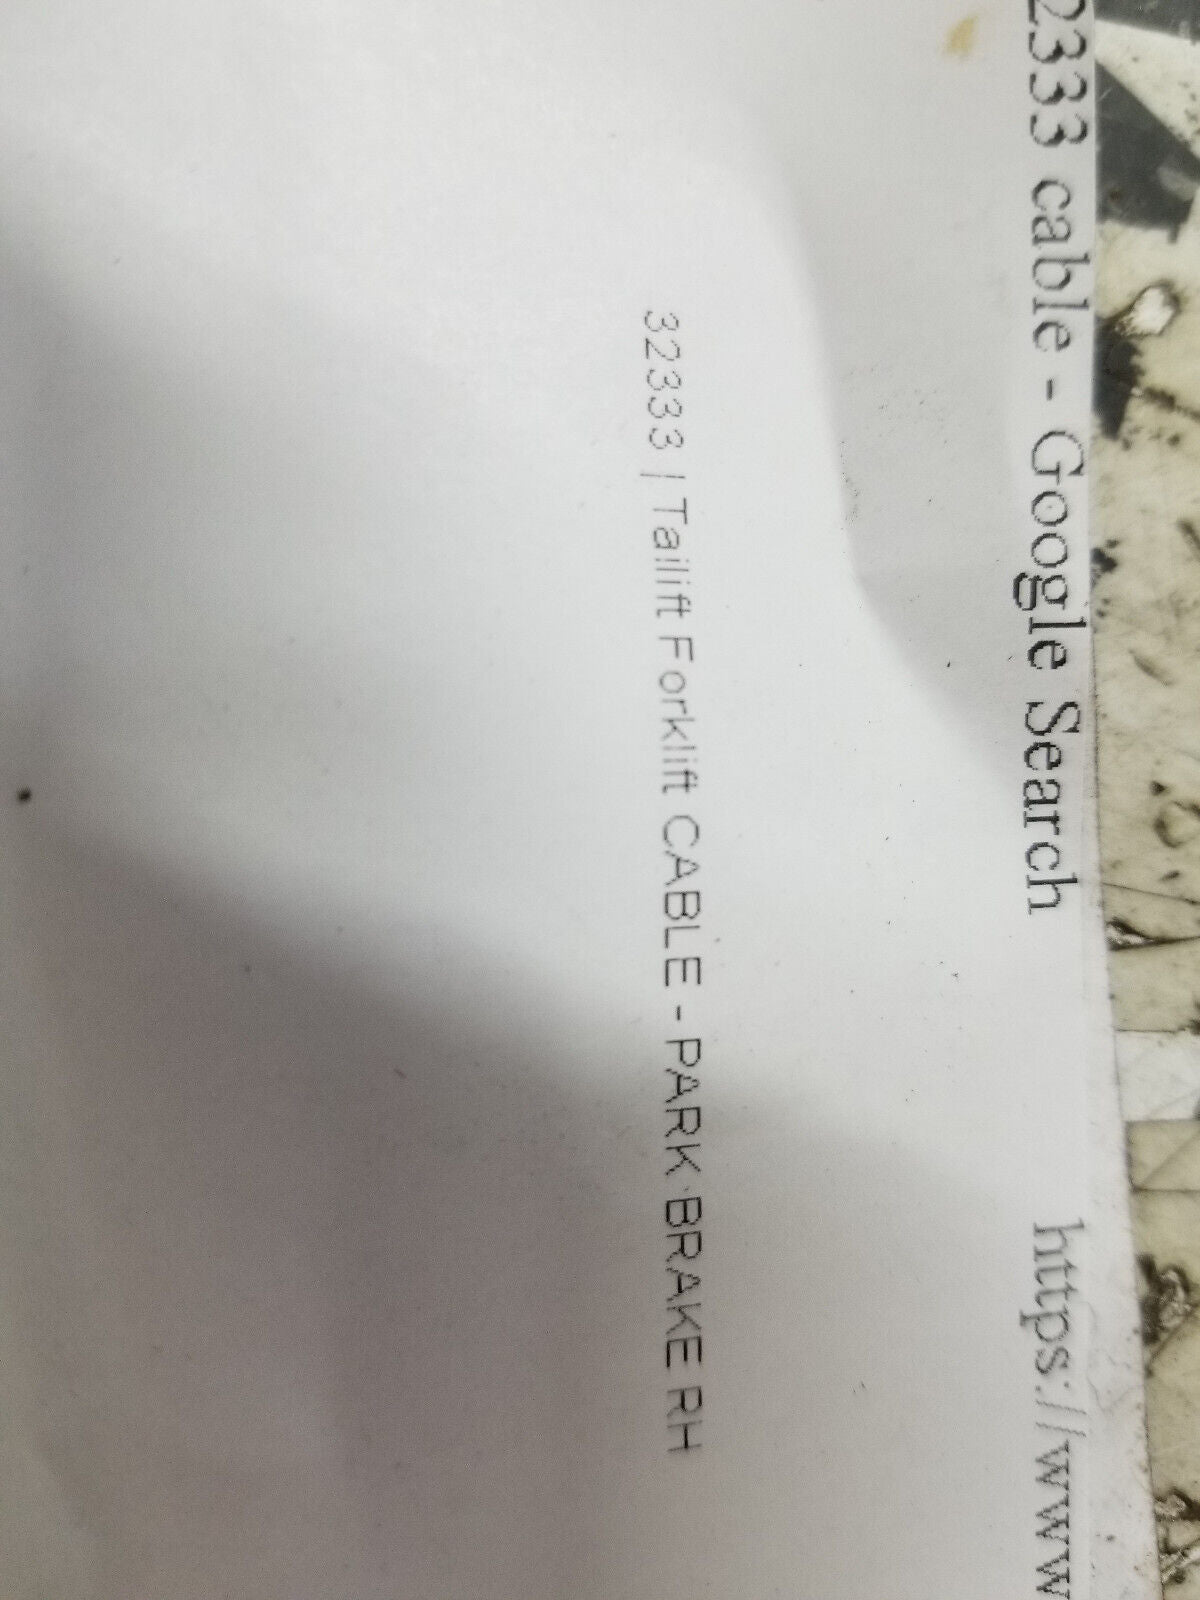 2333 cable - Google Search https://www
32333 | Tailift Forklift CABLE - PARK BRAKE RH